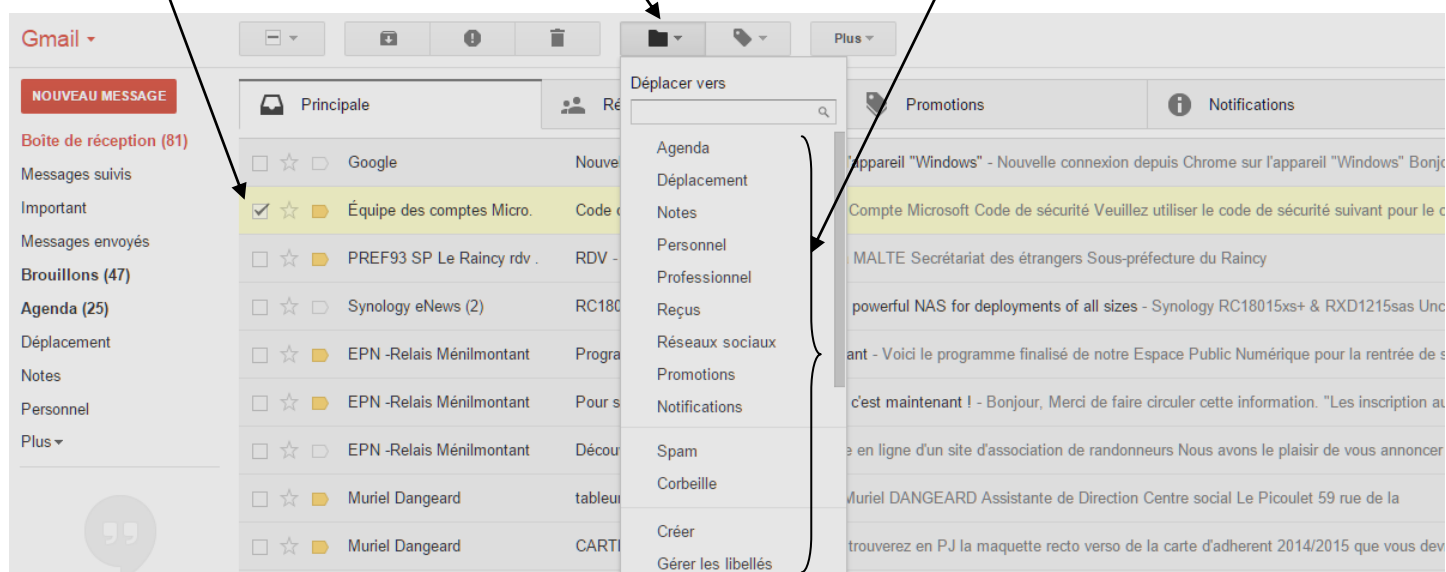 Gmail
Plus
NOUVEAU MESSAGE
Boîte de réception (81)
Messages suivis
Important
Messages envoyés
Brouillons (47)
Agenda (25)
Déplacement
Notes
Personnel
Plus
Principale
Ré
Promotions
Notifications
Google
Nouve
l'appareil "Windows" - Nouvelle connexion depuis Chrome sur l'appareil "Windows" Bonjo
Équipe des comptes Micro.
Code
Compte Microsoft Code de sécurité Veuillez utiliser le code de sécurité suivant pour le c
PREF93 SP Le Raincy rdv .
RDV -
MALTE Secrétariat des étrangers Sous-préfecture du Raincy
Synology eNews (2)
RC180
powerful NAS for deployments of all sizes - Synology RC18015xs+ & RXD1215sas Unc
EPN -Relais Ménilmontant
Progra
ant - Voici le programme finalisé de notre Espace Public Numérique pour la rentrée de s
EPN -Relais Ménilmontant
Pour s
c'est maintenant ! - Bonjour, Merci de faire circuler cette information. "Les inscription au
EPN -Relais Ménilmontant
Décou
e en ligne d'un site d'association de randonneurs Nous avons le plaisir de vous annoncer
Muriel Dangeard
tableu
Muriel DANGEARD Assistante de Direction Centre social Le Picoulet 59 rue de la
Muriel Dangeard
CARTI
trouverez en PJ la maquette recto verso de la carte d'adherent 2014/2015 que vous dev
Déplacer vers
Agenda
Déplacement
Notes
Personnel
Professionnel
Reçus
Réseaux sociaux
Promotions
Notifications
Spam
Corbeille
Créer
Gérer les libellés